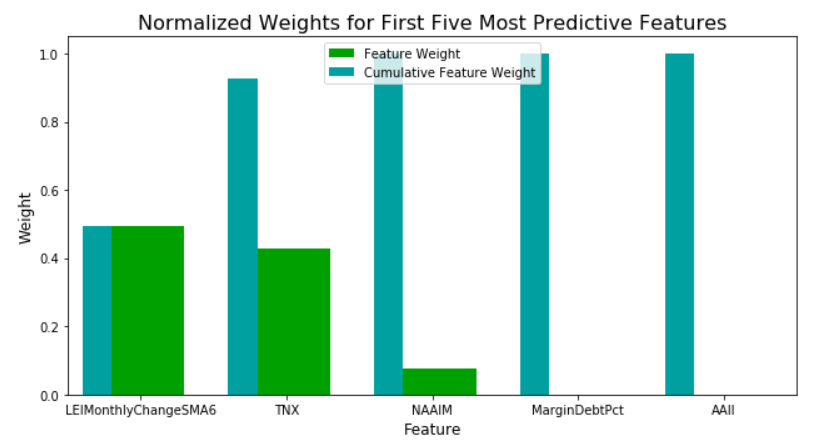 Normalized Weights for First Five Most Predictive Features
Feature Weight
Cumulative Feature Weight
1.0
0.8
0.6
0.4
0.2
0.0
Weight
LEIMonthlyChangeSMA6 TNX NAAIM MarginDebtPct AAII
Feature